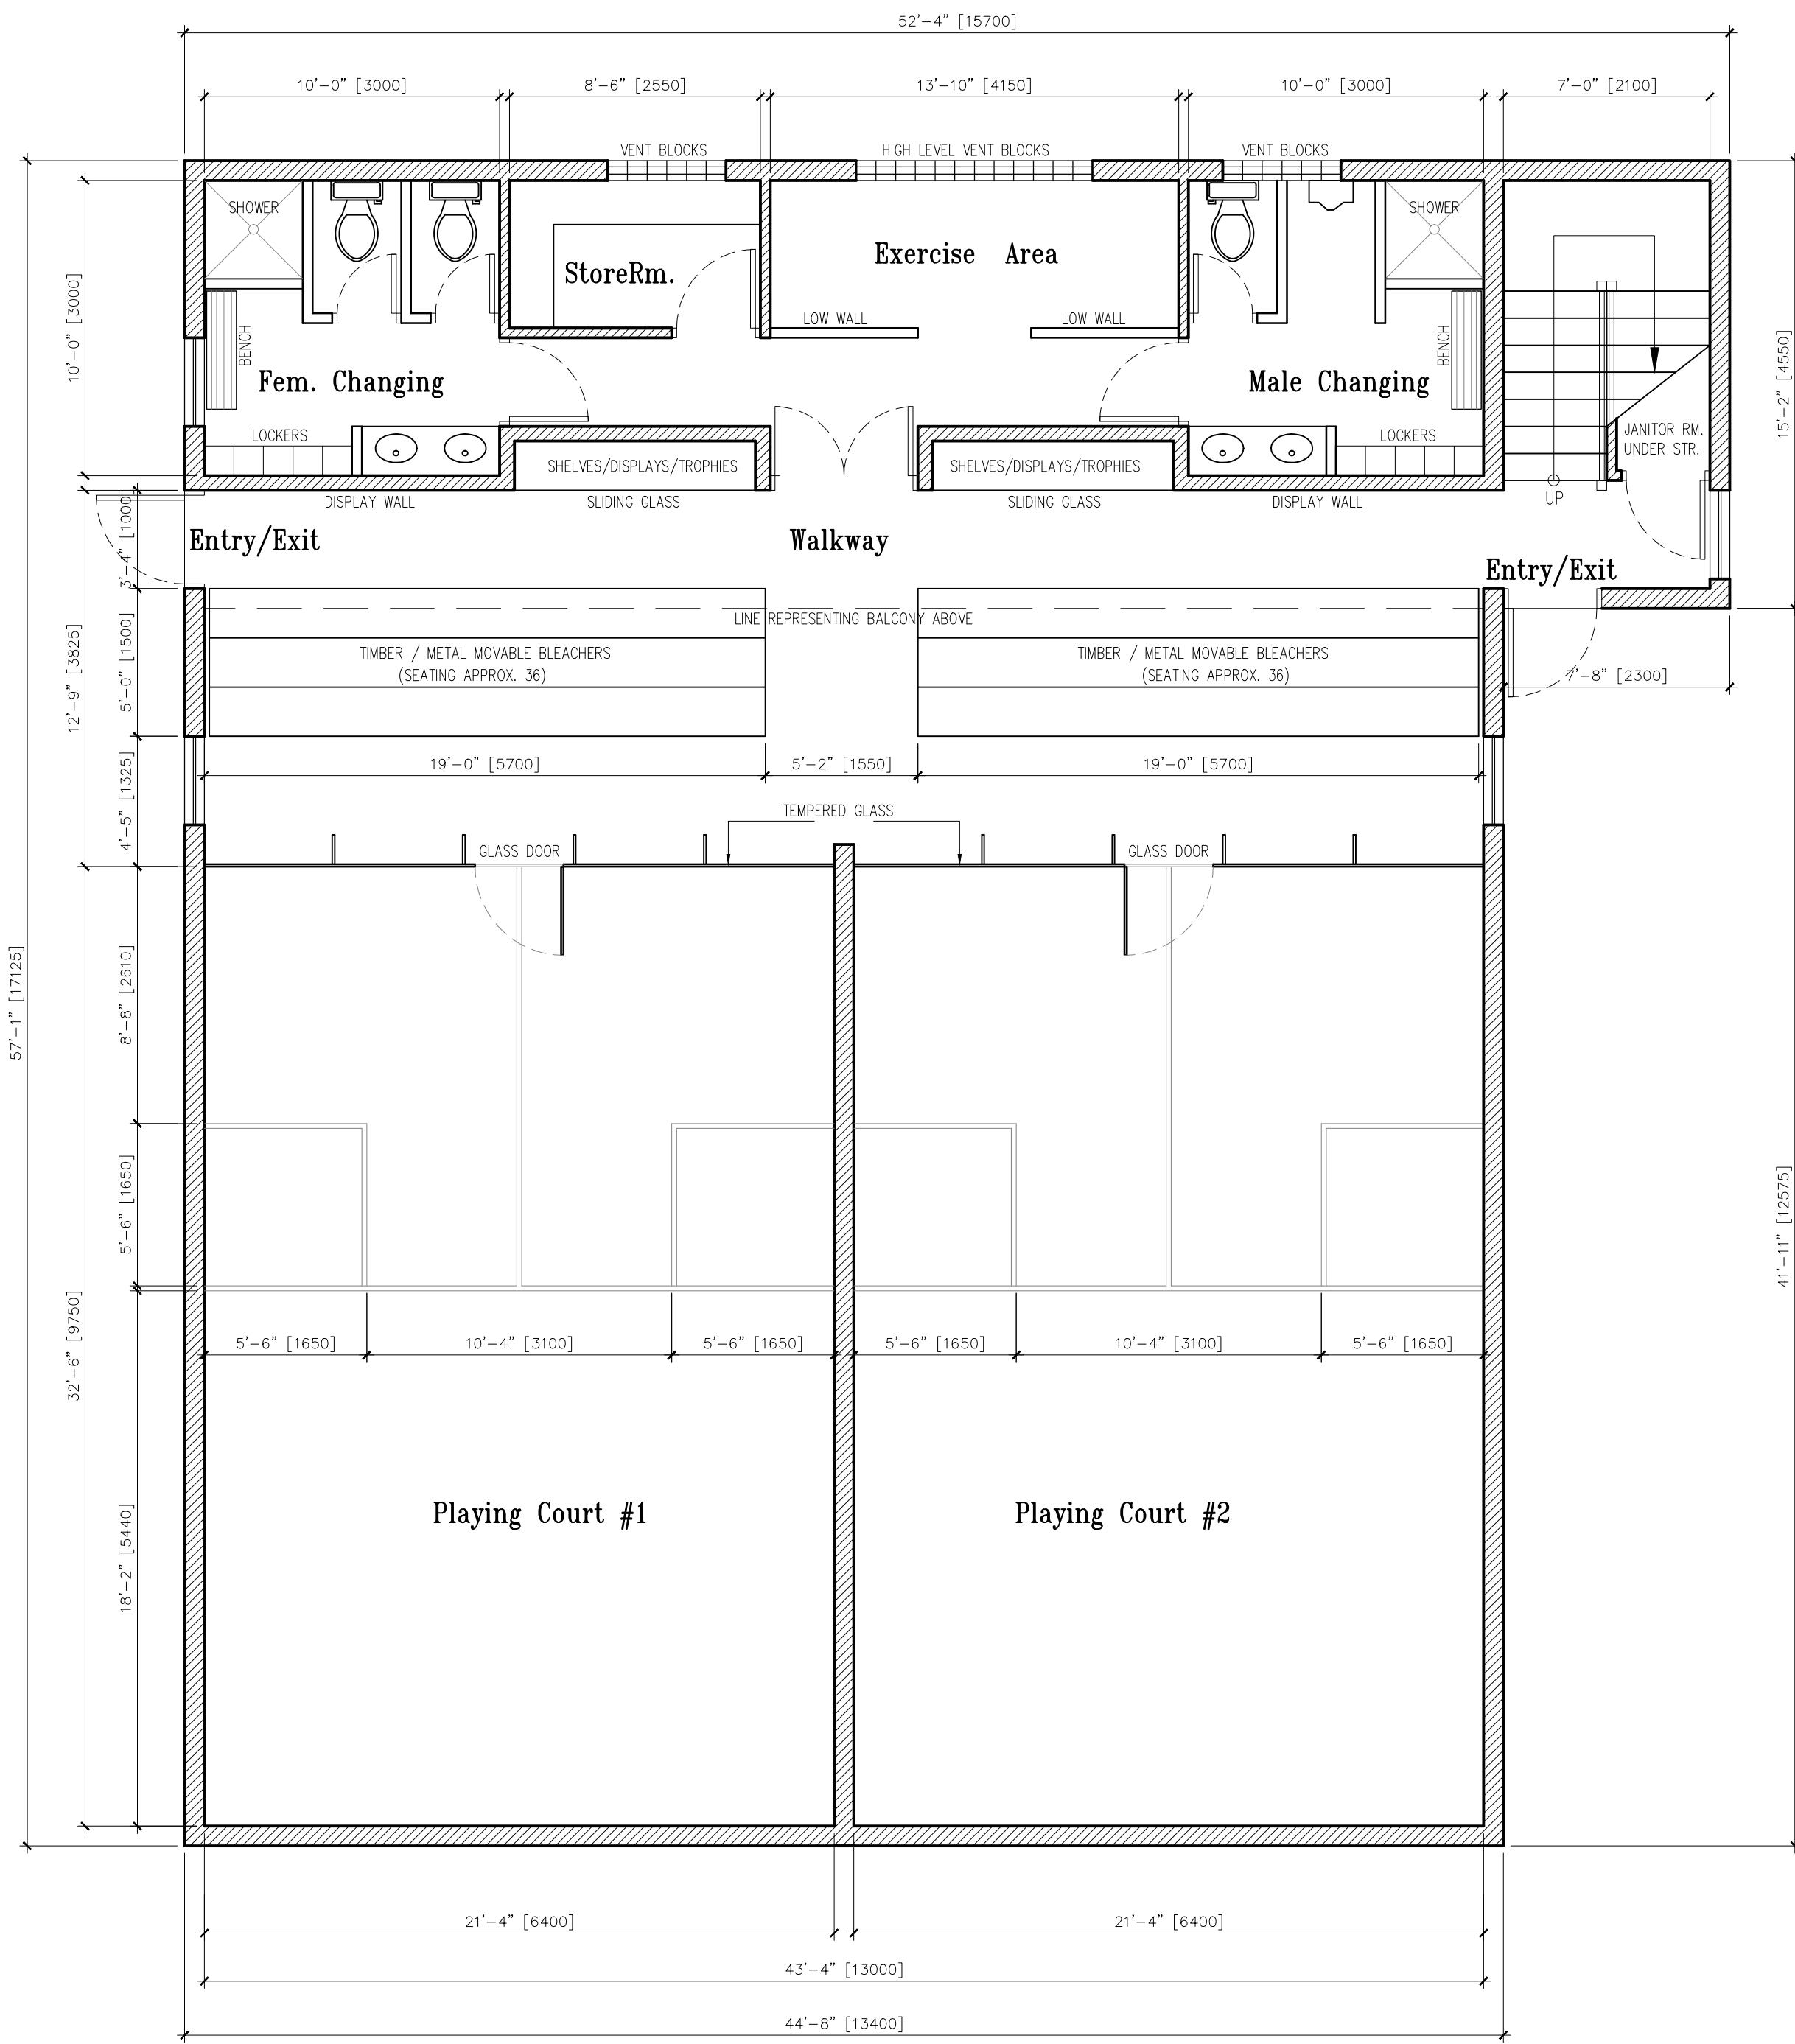 52'-4" [15700]
10'-0" [3000]
8'-6" [2550]
13'-10" [4150]
10'-0" [3000]
7'-0" [2100]
VENT BLOCKS
HIGH LEVEL VENT BLOCKS
VENT BLOCKS
SHOWER
SHOWER
Exercise Area
StoreRm.
10'-0" [3000]
LOW WALL
LOW WALL
BENCH
BENCH
15'-2" [4550]
Fem. Changing
Male Changing
LOCKERS
LOCKERS
JANITOR RM.
UNDER STR.
SHELVES/DISPLAYS/TROPHIES
SHELVES/DISPLAYS/TROPHIES
DISPLAY WALL
SLIDING GLASS
SLIDING GLASS
DISPLAY WALL
UP
3'-4" [1000]
Entry/Exit
Walkway
Entry/Exit
LINE REPRESENTING BALCONY ABOVE
12'-9" [3825]
5'-0" [1500]
TIMBER / METAL MOVABLE BLEACHERS
(SEATING APPROX. 36)
TIMBER / METAL MOVABLE BLEACHERS
(SEATING APPROX. 36)
7'-8" [2300]
4'-5" [1325]
19'-0" [5700]
5'-2" [1550]
19'-0" [5700]
TEMPERED GLASS
GLASS DOOR
GLASS DOOR
57'-1" [17125]
8'-8" [2610]
5'-6" [1650]
41'-11" [12575]
32'-6" [9750]
5'-6" [1650]
10'-4" [3100]
5'-6" [1650]
5'-6" [1650]
10'-4" [3100]
5'-6" [1650]
18'-2" [5440]
Playing Court #1
Playing Court #2
21'-4" [6400]
21'-4" [6400]
43'-4" [13000]
44'-8" [13400]